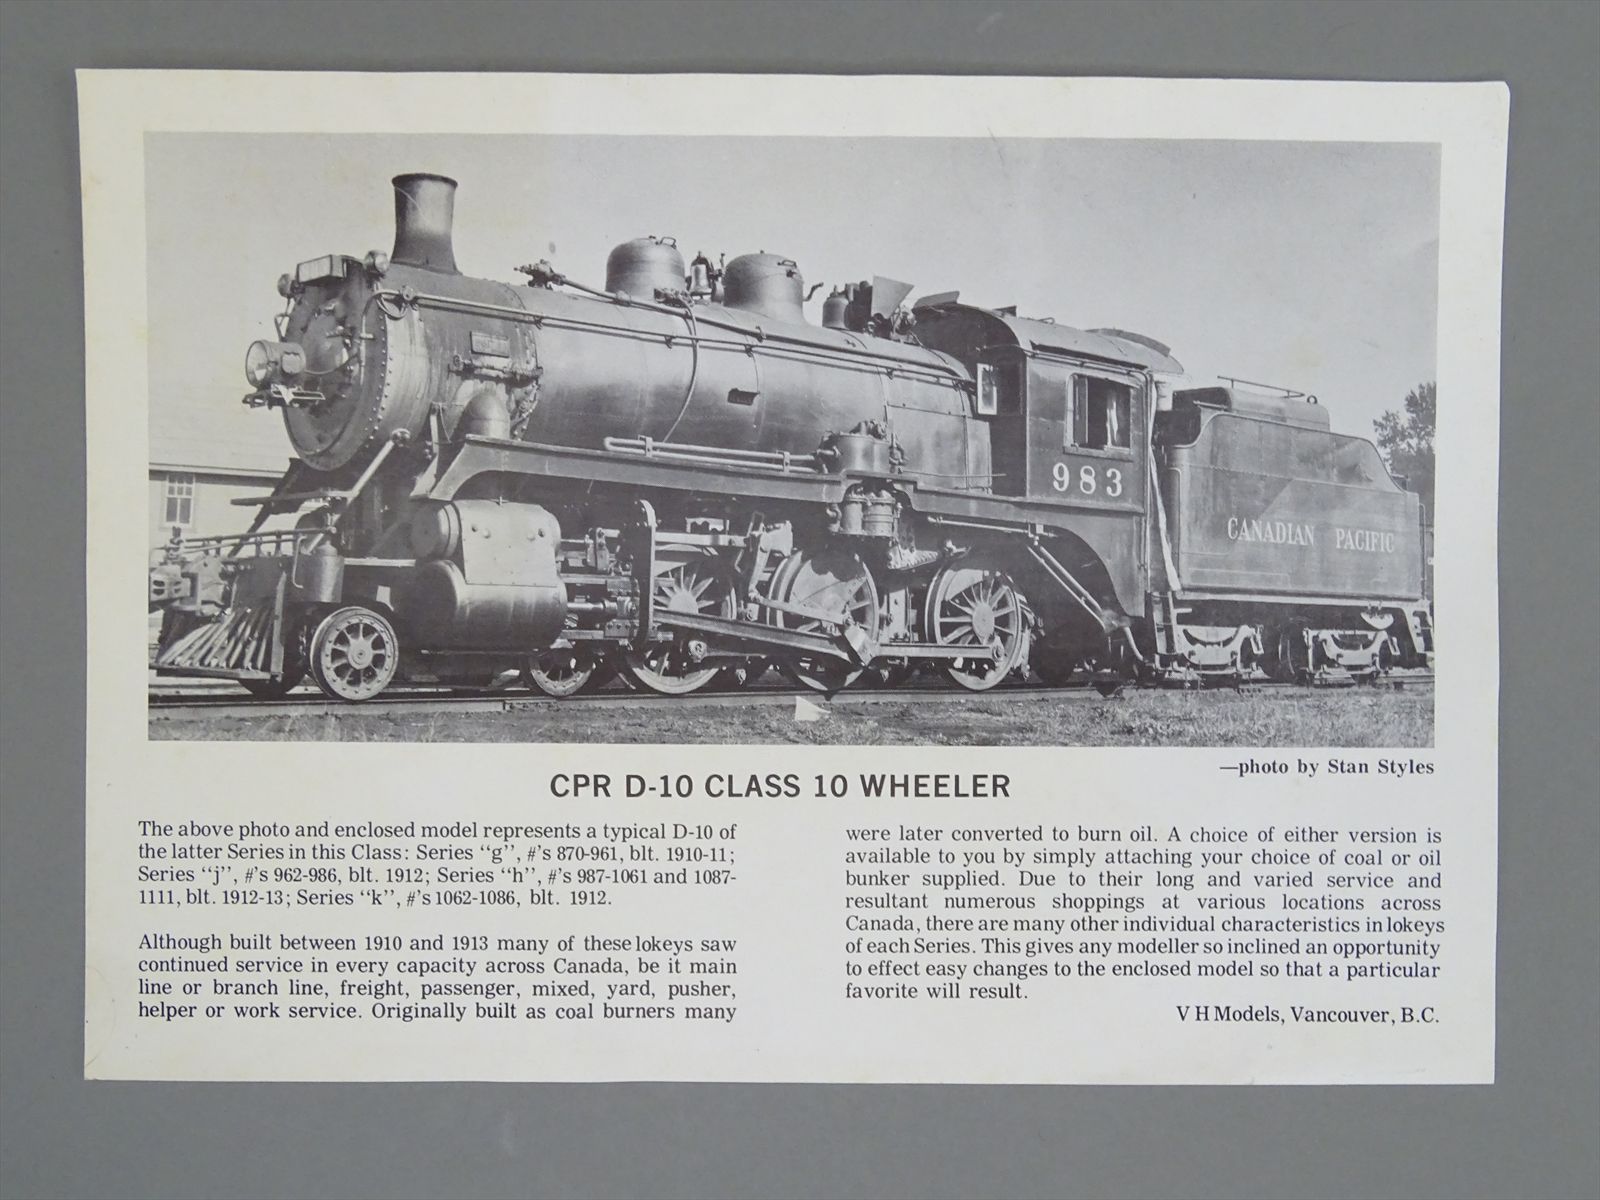 983
CANADIAN PACIFIC
—photo by Stan Styles
CPR D-10 CLASS 10 WHEELER
The above photo and enclosed model represents a typical D-10 of
the latter Series in this Class: Series “g”, #'s 870-961, blt. 1910-11;
Series “j”, #'s 962-986, blt. 1912; Series “h”, #'s 987-1061 and 1087-
1111, blt. 1912-13; Series “k”, #'s 1062-1086, blt. 1912.
Although built between 1910 and 1913 many of these lokeys saw
continued service in every capacity across Canada, be it main
line or branch line, freight, passenger, mixed, yard, pusher,
helper or work service. Originally built as coal burners many
were later converted to burn oil. A choice of either version is
available to you by simply attaching your choice of coal or oil
bunker supplied. Due to their long and varied service and
resultant numerous shoppings at various locations across
Canada, there are many other individual characteristics in lokeys
of each Series. This gives any modeller so inclined an opportunity
to effect easy changes to the enclosed model so that a particular
favorite will result.
V H Models, Vancouver, B.C.